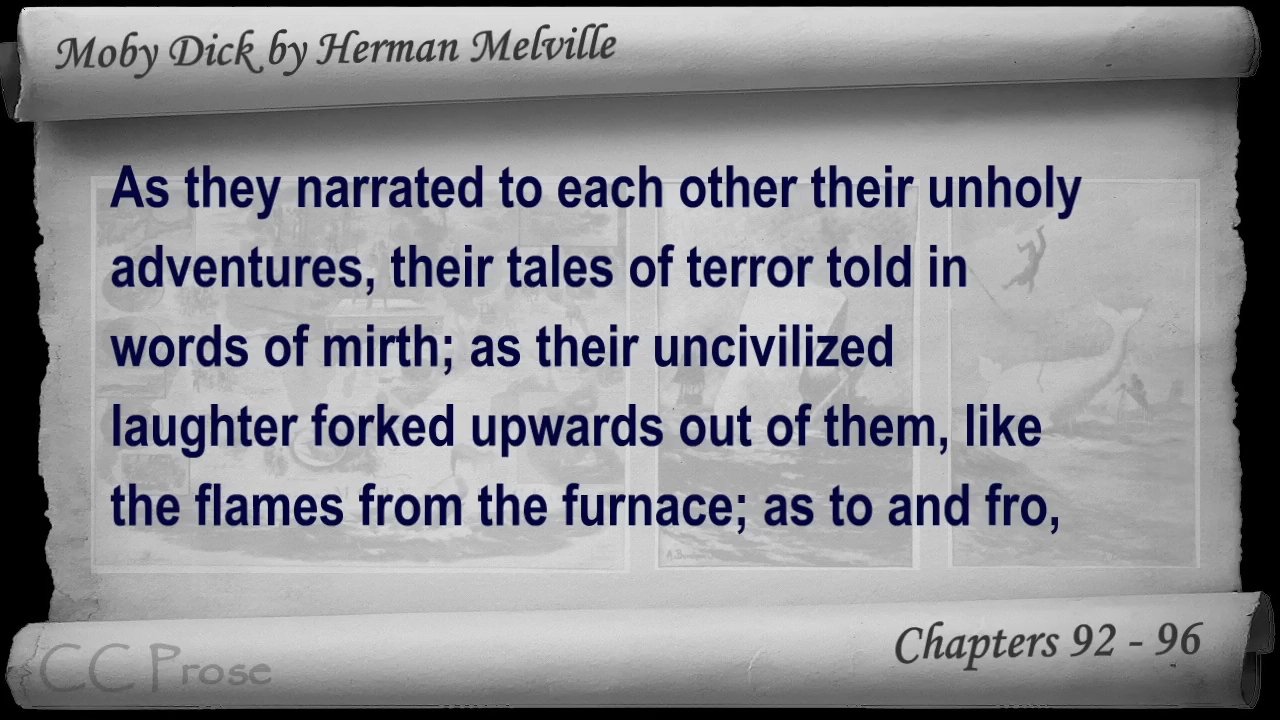 Moby Dick by Herman Melville
As they narrated to each other their unholy
adventures, their tales of terror told in
words of mirth; as their uncivilized
laughter forked upwards out of them, like
the flames from the furnace; as to and fro,
Chapters 92 - 96
CC Prose